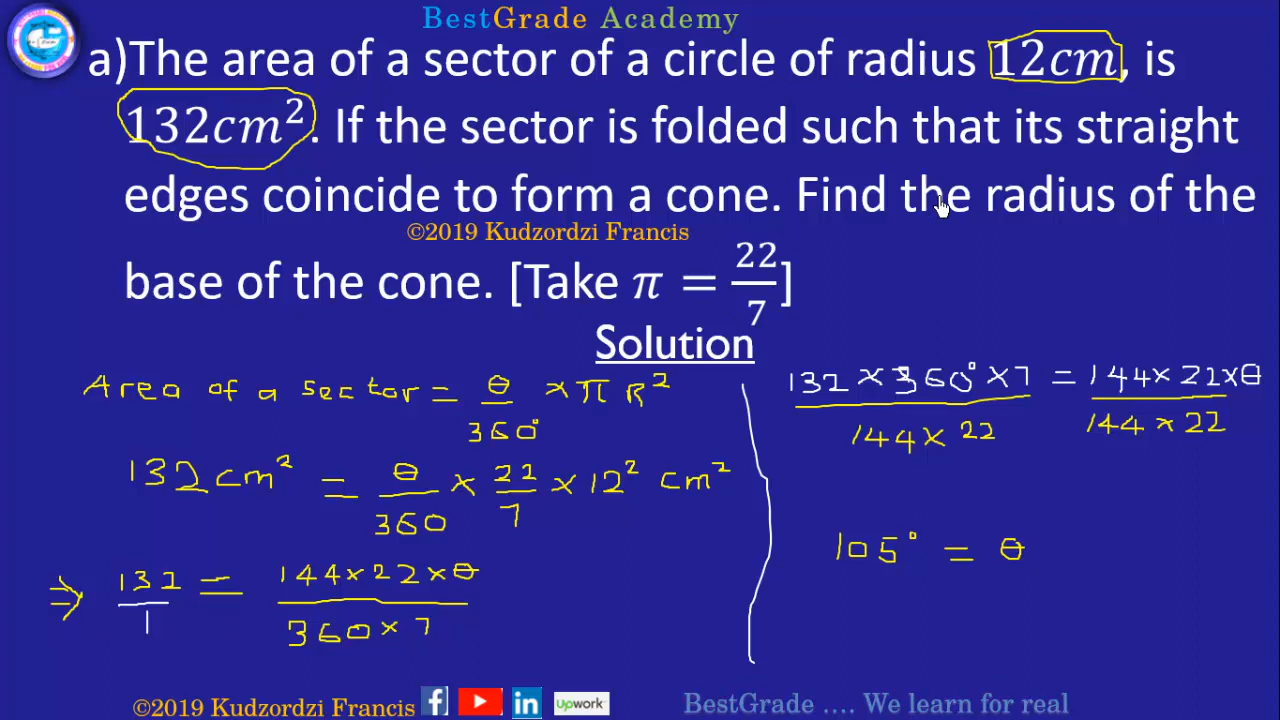 BestGrade Academy
a)The area of a sector of a circle of radius 12cm, is
132cm². If the sector is folded such that its straight
edges coincide to form a cone. Find the radius of the
©2019 Kudzordzi Francis
base of the cone. [Take π = 22/7]
Solution
Area of a sector = θ/360° × π R²
132 cm² = θ/360 × 22/7 × 12² cm²
⇒ 132/1 = 144×22×θ/360×7
132×360°×7/144×22 = 144×22×θ/144×22
105° = θ
©2019 Kudzordzi Francis
f
in
upwork
BestGrade .... We learn for real